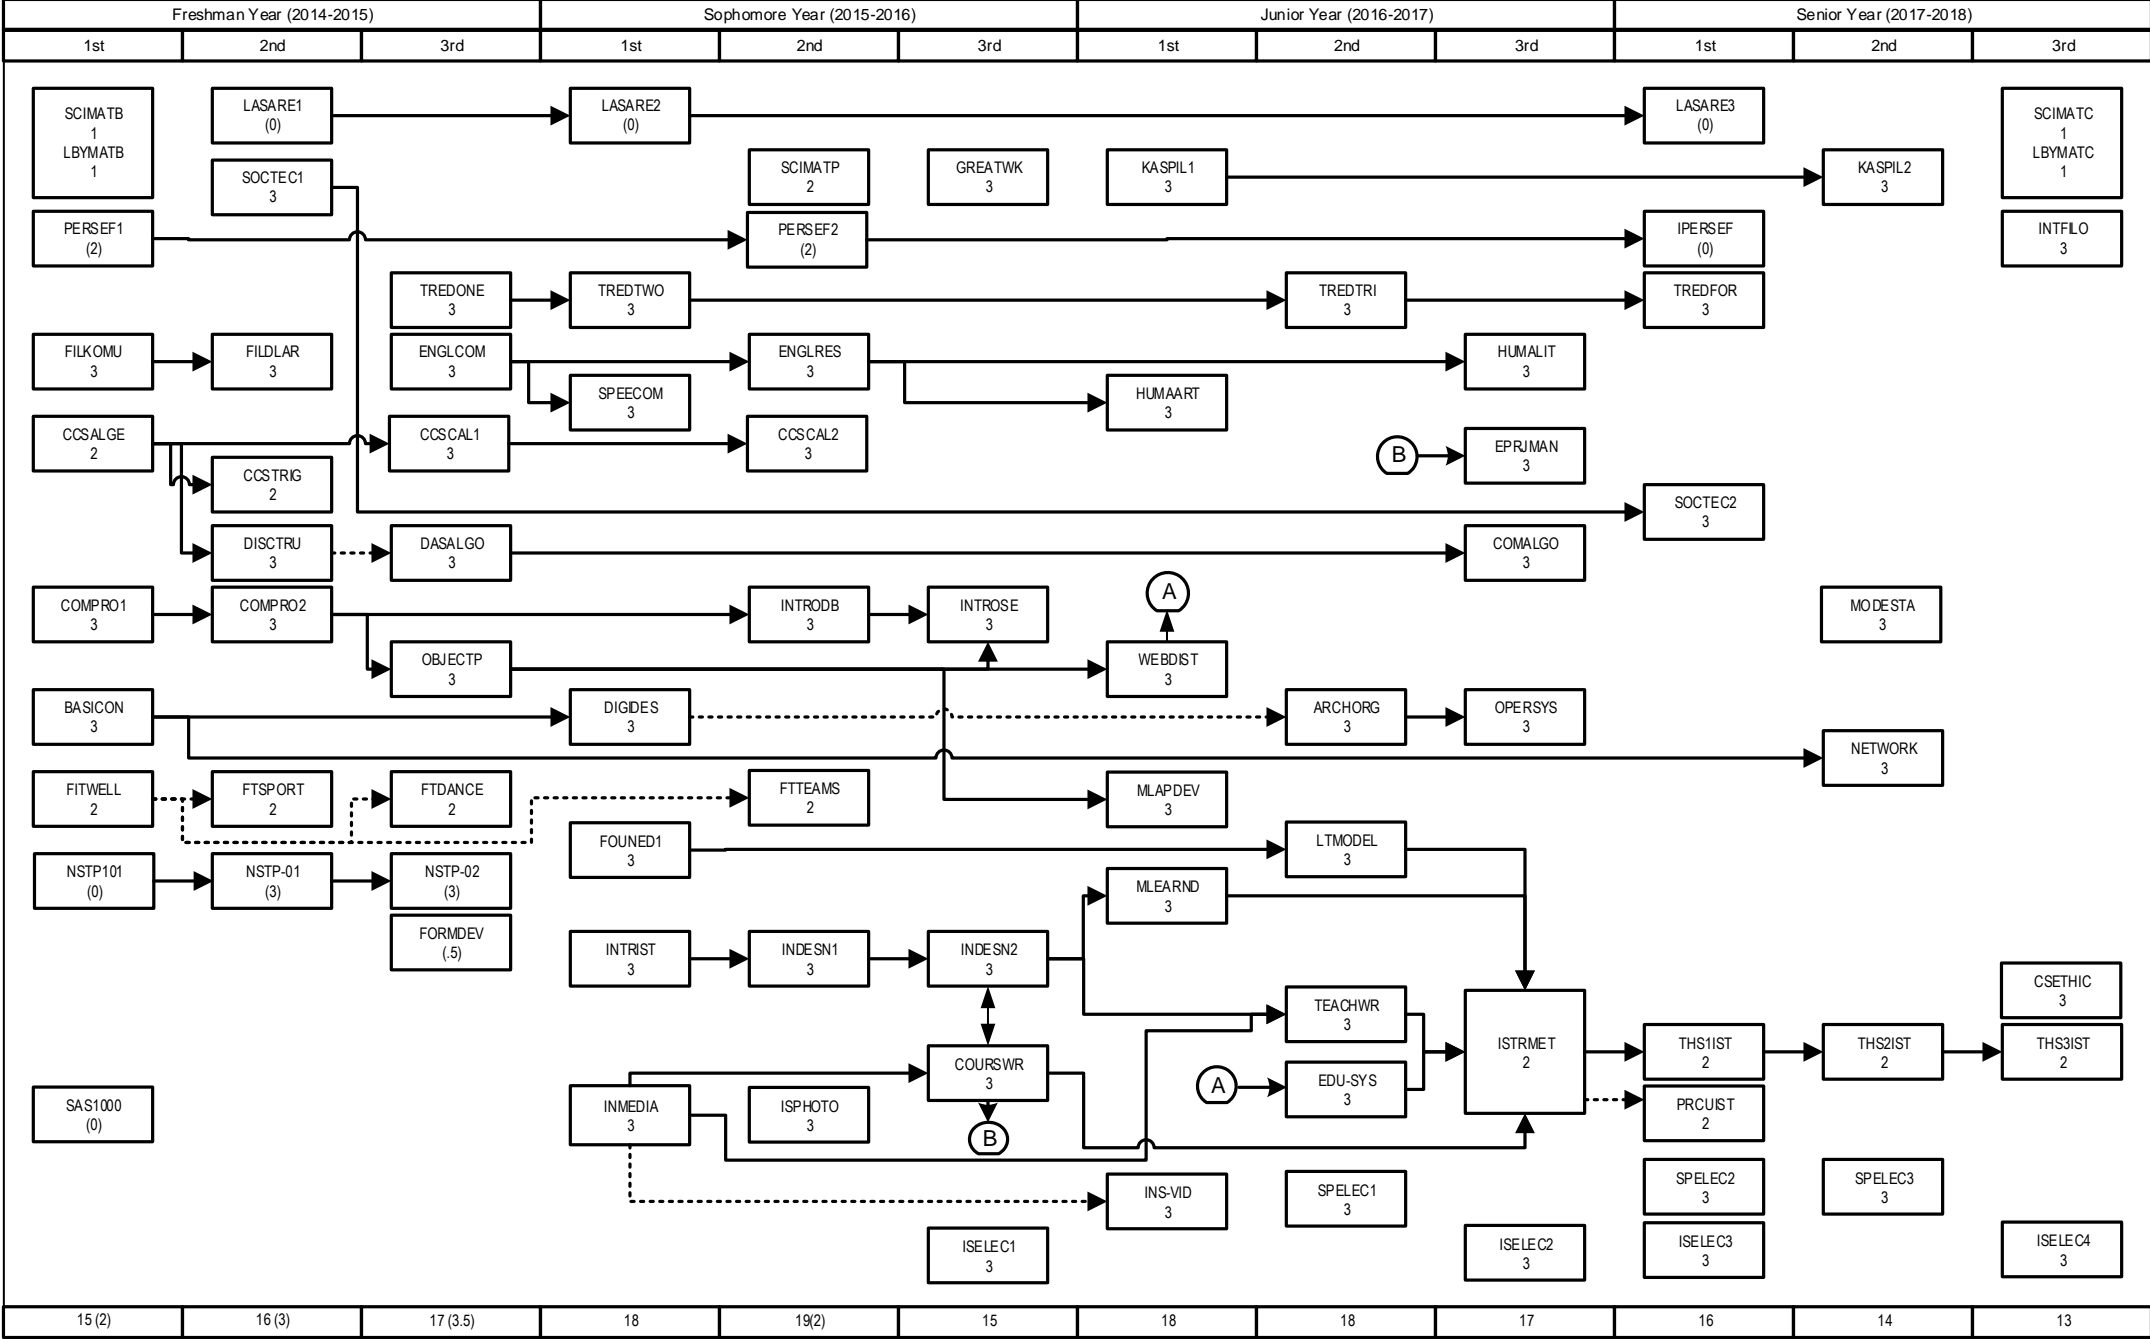 Freshman Year (2014-2015)
Sophomore Year (2015-2016)
Junior Year (2016-2017)
Senior Year (2017-2018)
1st
2nd
3rd
1st
2nd
3rd
1st
2nd
3rd
1st
2nd
3rd
SCIMATB
1
LBYMATB
1
LASARE1
(0)
LASARE2
(0)
LASARE3
(0)
SCIMATC
1
LBYMATC
1
SOCTEC1
3
SCIMATP
2
GREATWK
3
KASPIL1
3
KASPIL2
3
PERSEF1
(2)
PERSEF2
(2)
IPERSEF
(0)
INTFILO
3
TREDONE
3
TREDTWO
3
TREDTRI
3
TREDFOR
3
FILKOMU
3
FILDLAR
3
ENGLCOM
3
ENGLRES
3
HUMALIT
3
SPEECOM
3
HUMAART
3
CCSALGE
2
CCSCAL1
3
CCSCAL2
3
B
EPRJMAN
3
CCSTRIG
2
SOCTEC2
3
DISCTRU
3
DASALGO
3
COMALGO
3
A
COMPRO1
3
COMPRO2
3
INTRODB
3
INTROSE
3
MODESTA
3
OBJECTP
3
WEBDIST
3
BASICON
3
DIGIDES
3
ARCHORG
3
OPERSYS
3
NETWORK
3
FITWELL
2
FTSPORT
2
FTDANCE
2
FTTEAMS
2
MLAPDEV
3
FOUNED1
3
LTMODEL
3
NSTP101
(0)
NSTP-01
(3)
NSTP-02
(3)
MLEARND
3
FORMDEV
(.5)
INTRIST
3
INDESN1
3
INDESN2
3
CSETHIC
3
TEACHWR
3
ISTRMET
2
THS1IST
2
THS2IST
2
THS3IST
2
COURSWR
3
A
EDU-SYS
3
SAS1000
(0)
INMEDIA
3
ISPHOTO
3
B
PRCUIST
2
INS-VID
3
SPELEC1
3
SPELEC2
3
SPELEC3
3
ISELEC1
3
ISELEC2
3
ISELEC3
3
ISELEC4
3
15 (2)
16 (3)
17 (3.5)
18
19(2)
15
18
18
17
16
14
13